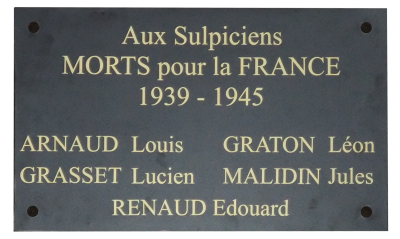 Aux Sulpiciens
MORTS pour la FRANCE
1939 - 1945
ARNAUD Louis GRATON Léon
GRASSET Lucien MALIDIN Jules
RENAUD Edouard